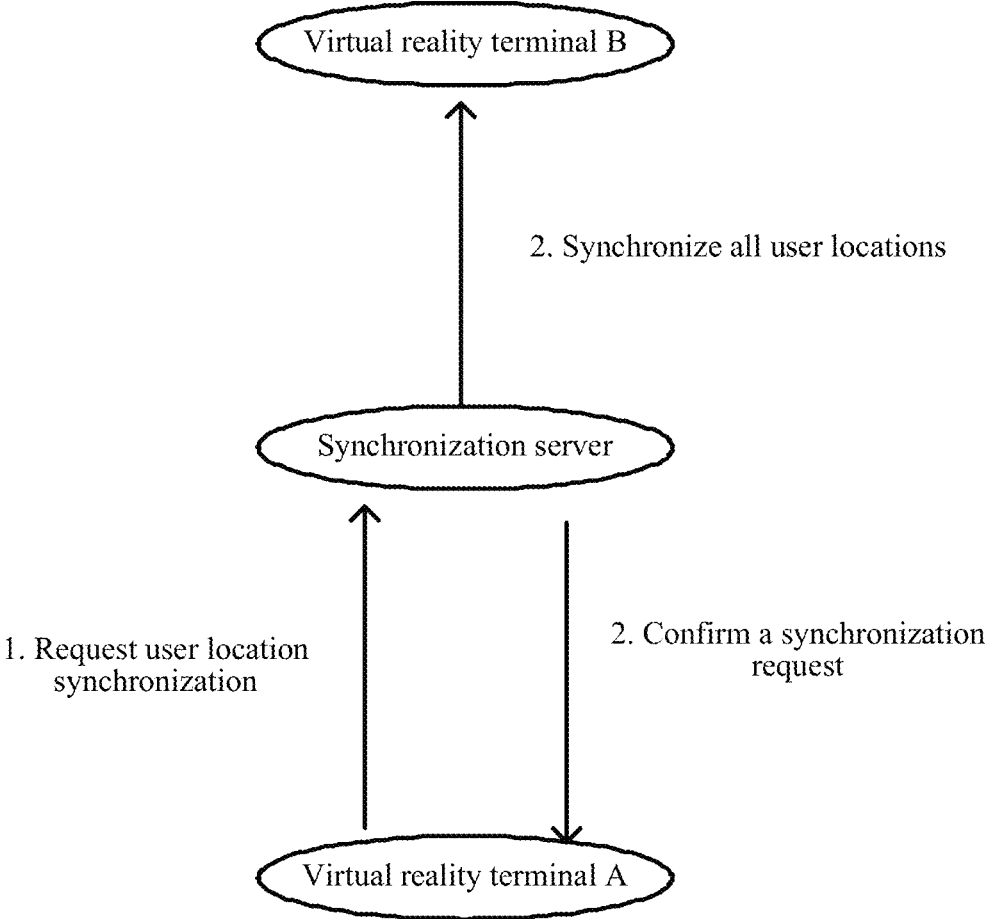 Virtual reality terminal B
2. Synchronize all user locations
Synchronization server
1. Request user location
synchronization
2. Confirm a synchronization
request
Virtual reality terminal A